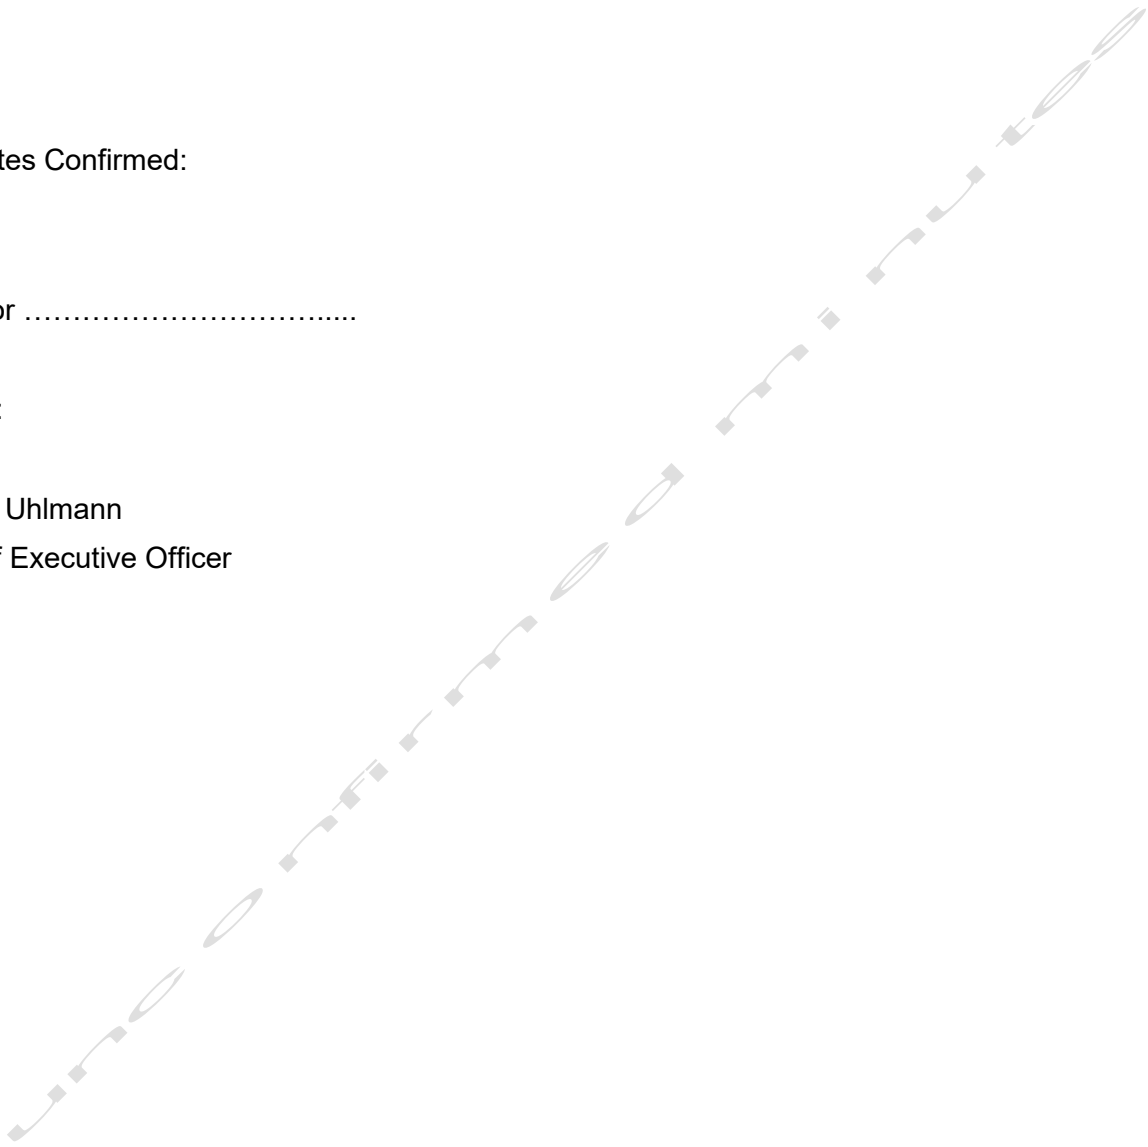 tes Confirmed:
or ………………………….....
:
Uhlmann
f Executive Officer